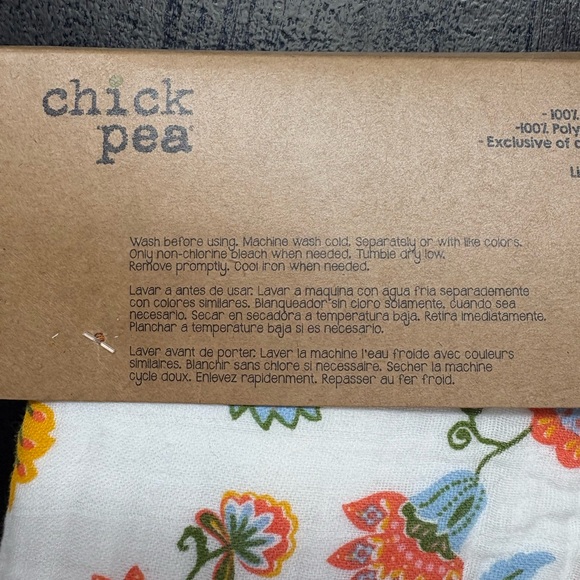 chick
pea
- 100%
-100% Poly
- Exclusive of
Wash before using. Machine wash cold. Separately or with like colors.
Only non-chlorine bleach when needed. Tumble dry low.
Remove promptly. Cool iron when needed.
Lavar a antes de usar. Lavar a maquina con agua fria separadamente
con colores similares. Blanqueador sin cloro solamente, cuando sea
necesario. Secar en secadora a temperatura baja. Retira imediatamente.
Planchar a temperatura baja si es necesario.
Laver avant de porter. Laver la machine l'eau froide avec couleurs
similaires. Blanchir sans chlore si necessaire. Secher la machine
cycle doux. Enlevez rapidenment. Repasser au fer froid.